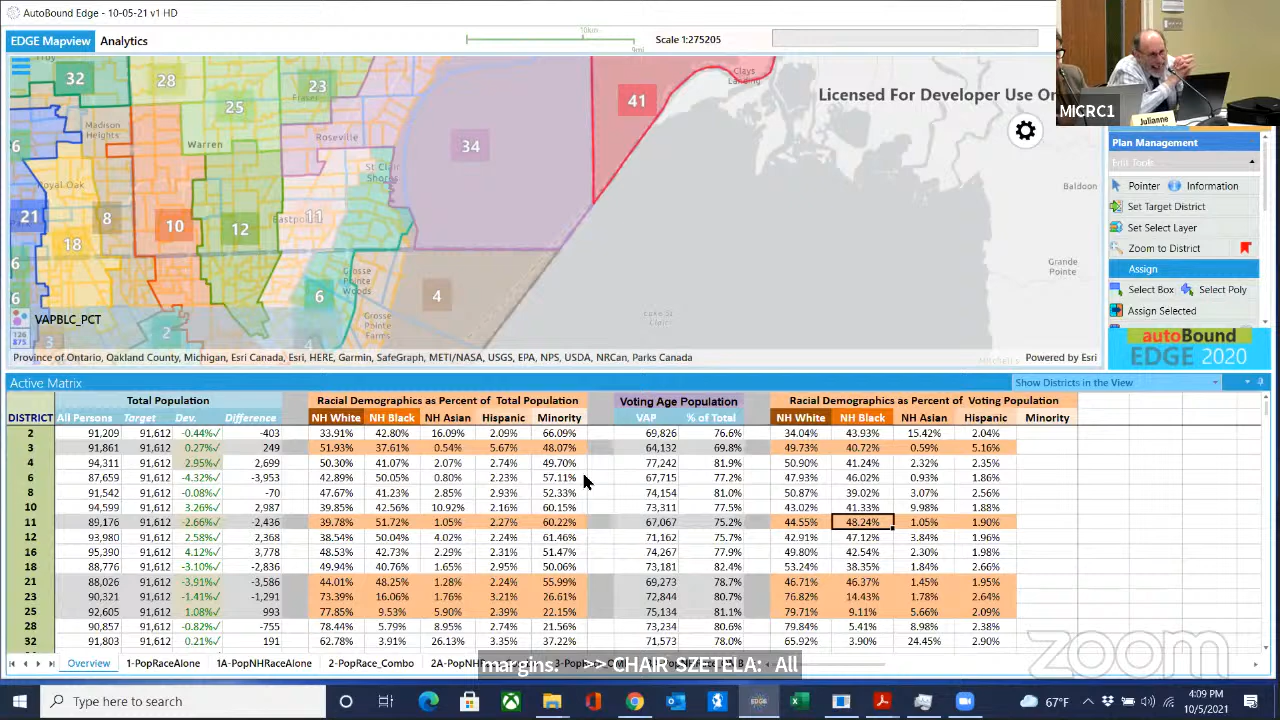 AutoBound Edge - 10-05-21 v1 HD
EDGE Mapview Analytics
10km
Scale 1:275205
Licensed For Developer Use On
MICRC1
Julianne
32 28 25 23 41 34
Madison Heights
Warren
Fraser
Roseville
St Clair Shores
Clays Landing
Royal Oak
Eastpo
21 18 8 10 12 11 6 4 2
Grosse Pointe Woods
Grosse Pointe Farms
Lake St Clair
Baldoon
Grande Pointe
Mitchell's
VAPBLC_PCT
Province of Ontario, Oakland County, Michigan, Esri Canada, Esri, HERE, Garmin, SafeGraph, METI/NASA, USGS, EPA, NPS, USDA, NRCan, Parks Canada
Powered by Esri
Plan Management
Edit Tools
Pointer Information
Set Target District
Set Select Layer
Zoom to District
Assign
Select Box Select Poly
Assign Selected
autoBound
EDGE 2020
Active Matrix
Show Districts in the View
Total Population Racial Demographics as Percent of Total Population Voting Age Population Racial Demographics as Percent of Voting Population
DISTRICT All Persons Target Dev. Difference NH White NH Black NH Asian Hispanic Minority VAP % of Total NH White NH Black NH Asian Hispanic Minority
2 91,209 91,612 -0.44%✓ -403 33.91% 42.80% 16.09% 2.09% 66.09% 69,826 76.6% 34.04% 43.93% 15.42% 2.04%
3 91,861 91,612 0.27%✓ 249 51.93% 37.61% 0.54% 5.67% 48.07% 64,132 69.8% 49.73% 40.72% 0.59% 5.16%
4 94,311 91,612 2.95%✓ 2,699 50.30% 41.07% 2.07% 2.74% 49.70% 77,242 81.9% 50.90% 41.24% 2.32% 2.35%
6 87,659 91,612 -4.32%✓ -3,953 42.89% 50.05% 0.80% 2.23% 57.11% 67,715 77.2% 47.93% 46.02% 0.93% 1.86%
8 91,542 91,612 -0.08%✓ -70 47.67% 41.23% 2.85% 2.93% 52.33% 74,154 81.0% 50.87% 39.02% 3.07% 2.56%
10 94,599 91,612 3.26%✓ 2,987 39.85% 42.56% 10.92% 2.16% 60.15% 73,311 77.5% 43.02% 41.33% 9.98% 1.88%
11 89,176 91,612 -2.66%✓ -2,436 39.78% 51.72% 1.05% 2.27% 60.22% 67,067 75.2% 44.55% 48.24% 1.05% 1.90%
12 93,980 91,612 2.58%✓ 2,368 38.54% 50.04% 4.02% 2.24% 61.46% 71,162 75.7% 42.91% 47.12% 3.84% 1.96%
16 95,390 91,612 4.12%✓ 3,778 48.53% 42.73% 2.29% 2.31% 51.47% 74,267 77.9% 49.80% 42.54% 2.30% 1.98%
18 88,776 91,612 -3.10%✓ -2,836 49.94% 40.76% 1.65% 2.95% 50.06% 73,181 82.4% 53.24% 38.35% 1.84% 2.66%
21 88,026 91,612 -3.91%✓ -3,586 44.01% 48.25% 1.28% 2.24% 55.99% 69,273 78.7% 46.71% 46.37% 1.45% 1.95%
23 90,321 91,612 -1.41%✓ -1,291 73.39% 16.06% 1.76% 3.21% 26.61% 72,844 80.7% 76.82% 14.43% 1.78% 2.64%
25 92,605 91,612 1.08%✓ 993 77.85% 9.53% 5.90% 2.39% 22.15% 75,134 81.1% 79.71% 9.11% 5.66% 2.09%
28 90,857 91,612 -0.82%✓ -755 78.44% 5.79% 8.95% 2.74% 21.56% 73,234 80.6% 79.84% 5.41% 8.98% 2.38%
32 91,803 91,612 0.21%✓ 191 62.78% 3.91% 26.13% 3.35% 37.22% 71,573 78.0% 65.92% 3.90% 24.45% 2.90%
Overview 1-PopRaceAlone 1A-PopNHRaceAlone 2-PopRace_Combo
margins. >> CHAIR SZETELA: All
zoom
Type here to search
67°F
4:09 PM
10/5/2021